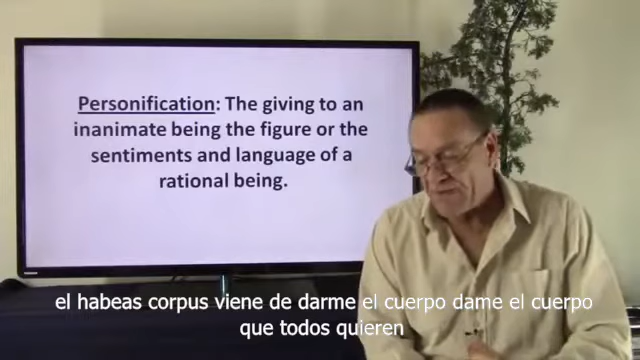 Personification: The giving to an
inanimate being the figure or the
sentiments and language of a
rational being.
el habeas corpus viene de darme el cuerpo dame el cuerpo
que todos quieren